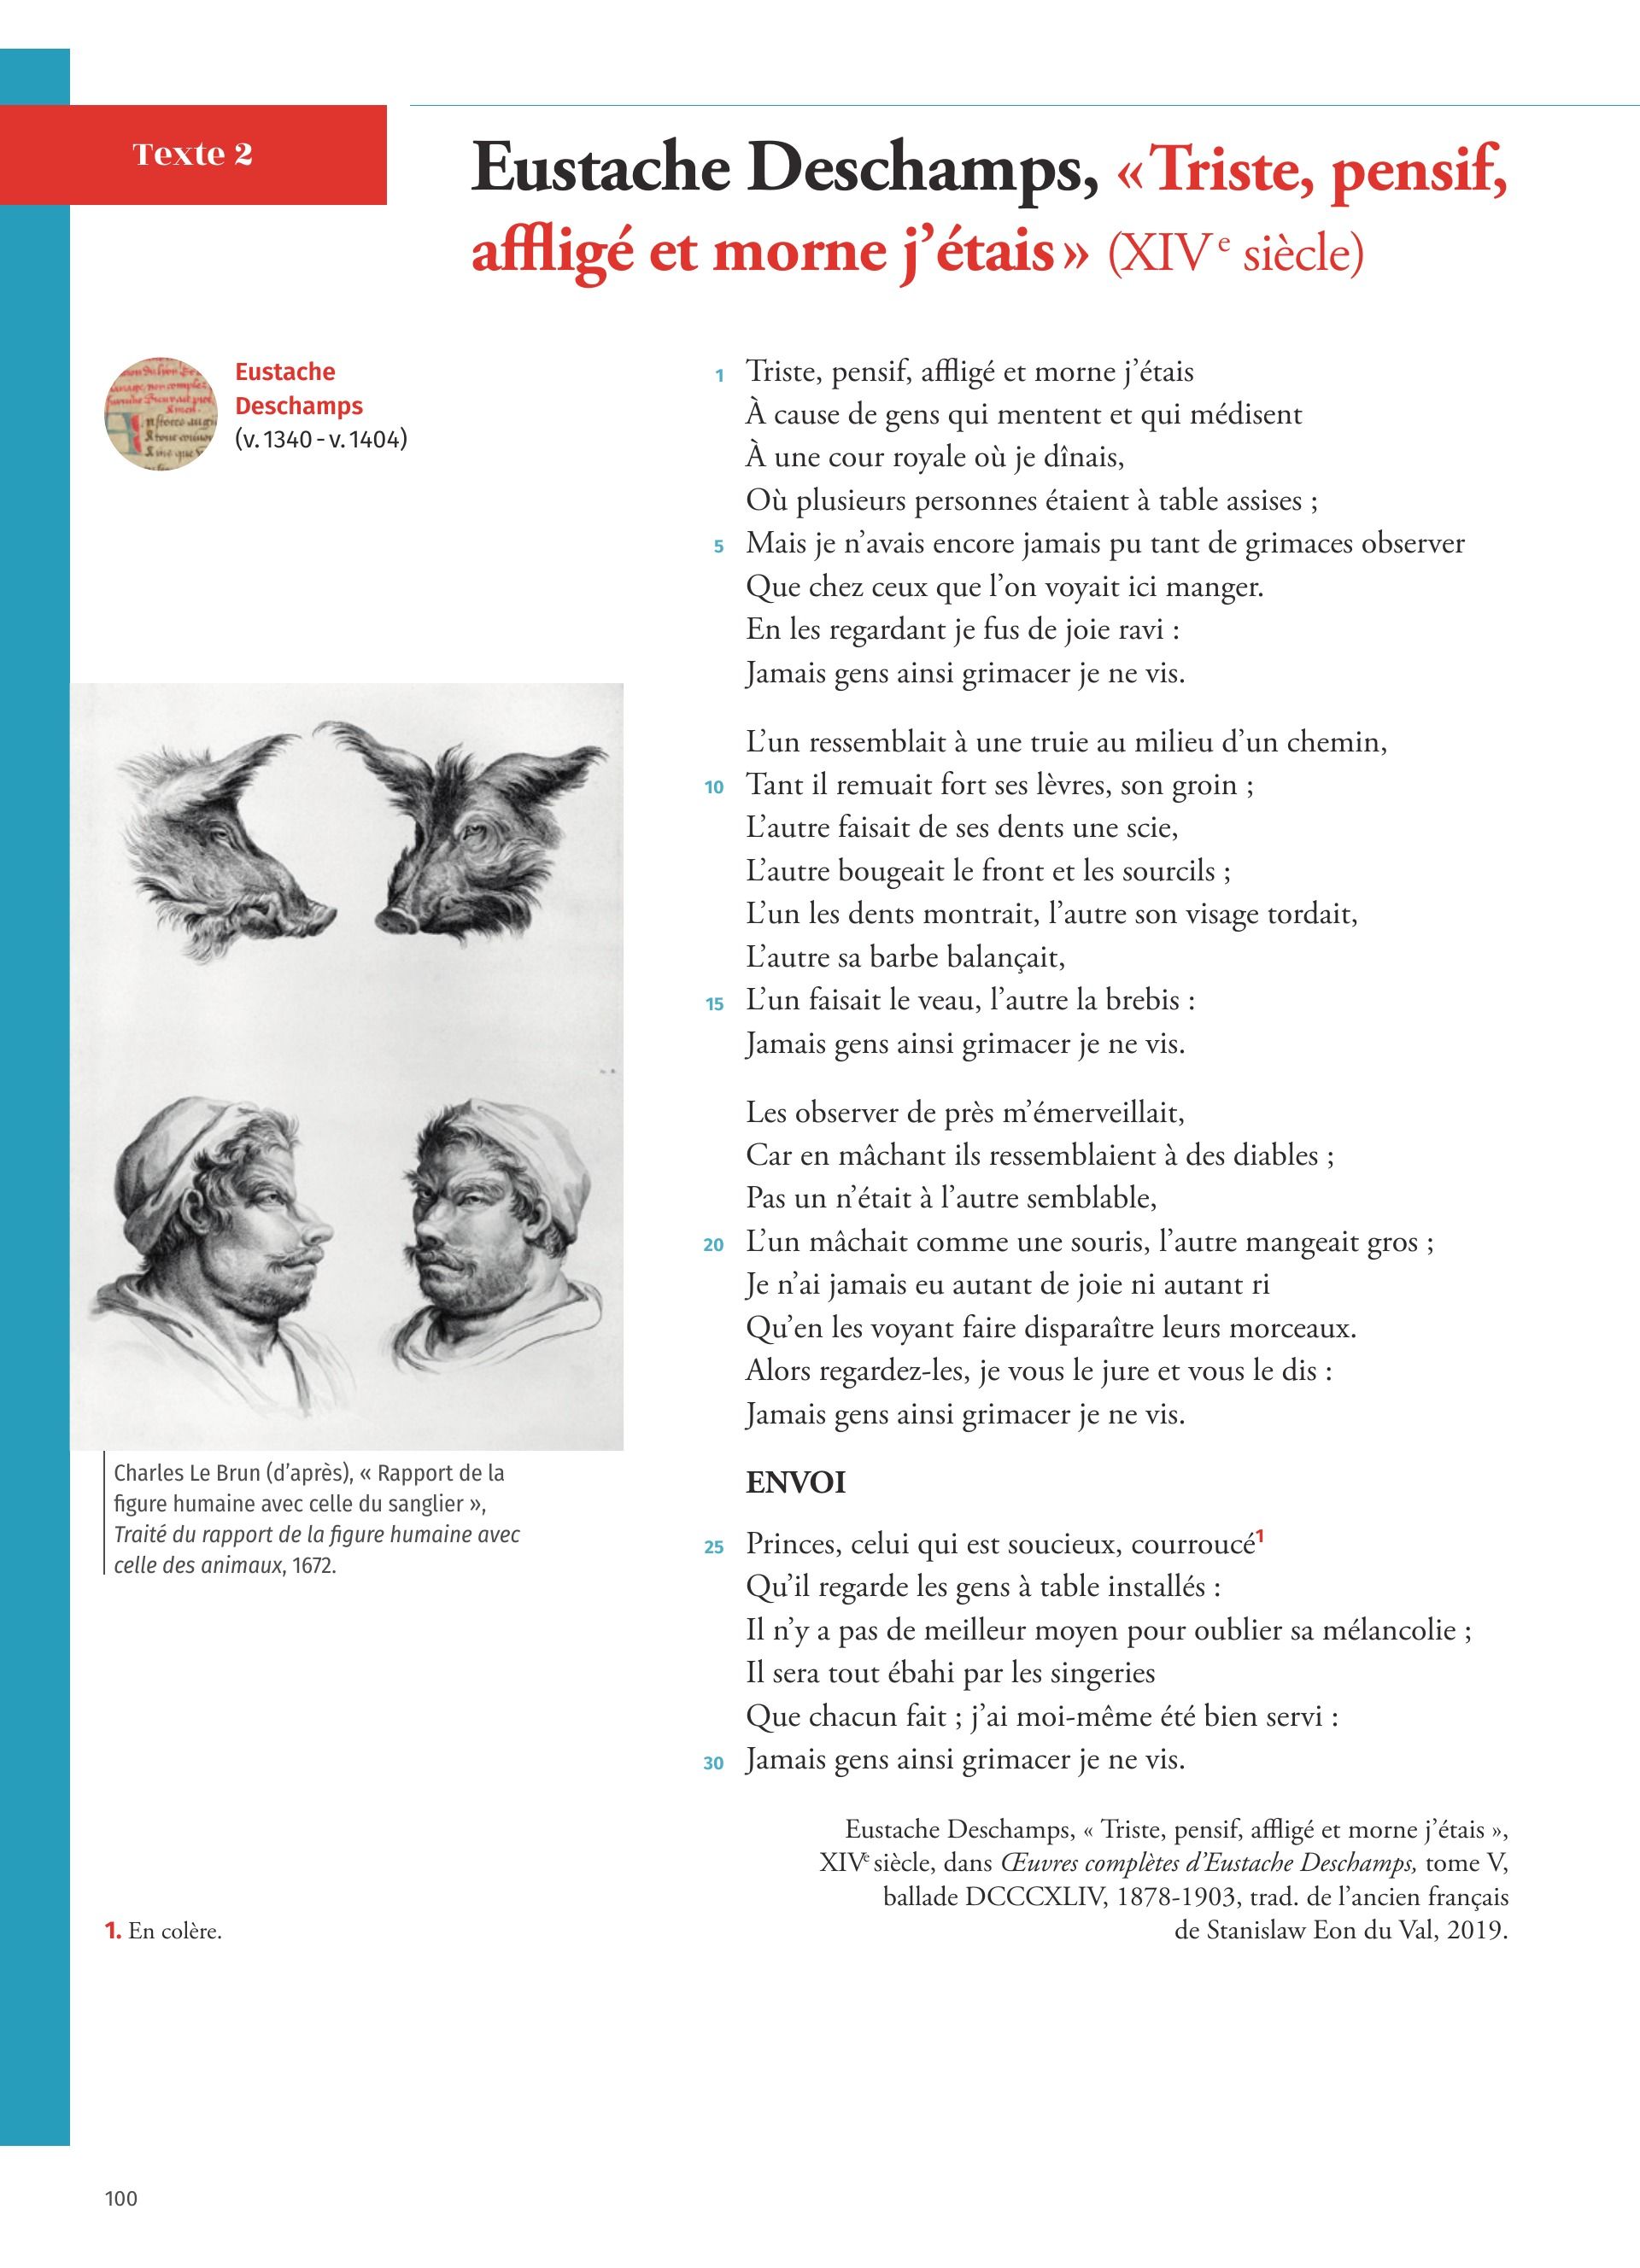 Texte 2
Eustache Deschamps, « Triste, pensif,
affligé et morne j’étais » (XIVe siècle)
Eustache
Deschamps
(v. 1340 - v. 1404)
1 Triste, pensif, affligé et morne j’étais
À cause de gens qui mentent et qui médisent
À une cour royale où je dînais,
Où plusieurs personnes étaient à table assises ;
5 Mais je n’avais encore jamais pu tant de grimaces observer
Que chez ceux que l’on voyait ici manger.
En les regardant je fus de joie ravi :
Jamais gens ainsi grimacer je ne vis.
L’un ressemblait à une truie au milieu d’un chemin,
10 Tant il remuait fort ses lèvres, son groin ;
L’autre faisait de ses dents une scie,
L’autre bougeait le front et les sourcils ;
L’un les dents montrait, l’autre son visage tordait,
L’autre sa barbe balançait,
15 L’un faisait le veau, l’autre la brebis :
Jamais gens ainsi grimacer je ne vis.
Les observer de près m’émerveillait,
Car en mâchant ils ressemblaient à des diables ;
Pas un n’était à l’autre semblable,
20 L’un mâchait comme une souris, l’autre mangeait gros ;
Je n’ai jamais eu autant de joie ni autant ri
Qu’en les voyant faire disparaître leurs morceaux.
Alors regardez-les, je vous le jure et vous le dis :
Jamais gens ainsi grimacer je ne vis.
ENVOI
25 Princes, celui qui est soucieux, courroucé1
Qu’il regarde les gens à table installés :
Il n’y a pas de meilleur moyen pour oublier sa mélancolie ;
Il sera tout ébahi par les singeries
Que chacun fait ; j’ai moi-même été bien servi :
30 Jamais gens ainsi grimacer je ne vis.
Eustache Deschamps, « Triste, pensif, affligé et morne j’étais »,
XIVe siècle, dans Œuvres complètes d’Eustache Deschamps, tome V,
ballade DCCCXLIV, 1878-1903, trad. de l’ancien français
de Stanislaw Eon du Val, 2019.
Charles Le Brun (d’après), « Rapport de la
figure humaine avec celle du sanglier »,
Traité du rapport de la figure humaine avec
celle des animaux, 1672.
1. En colère.
100